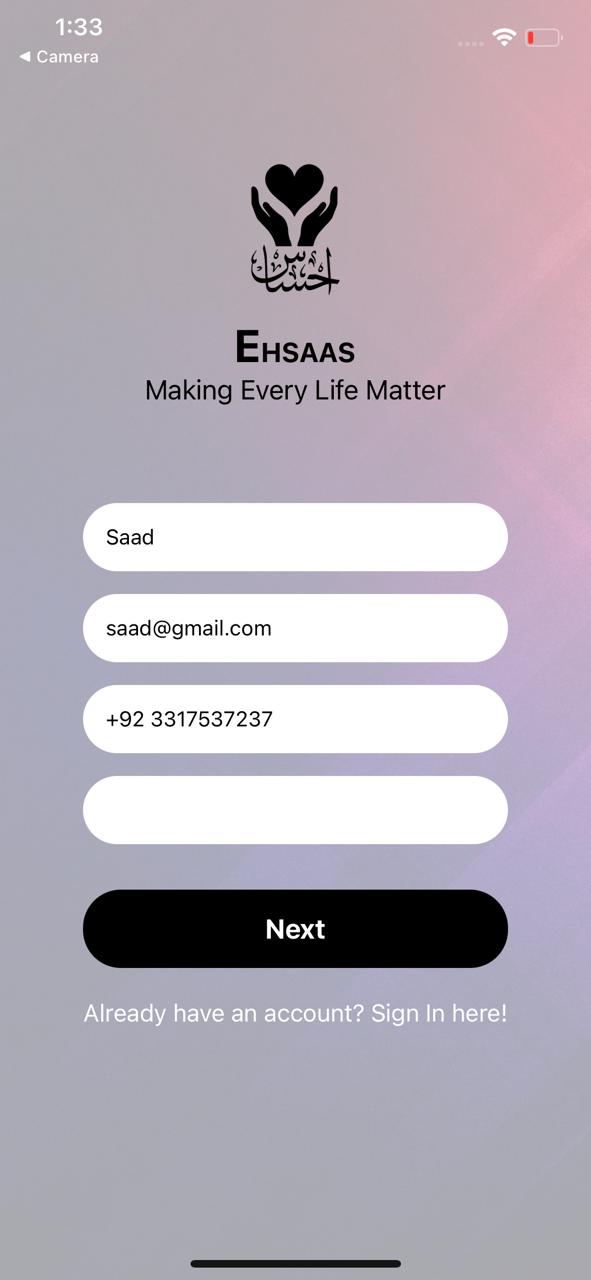 1:33
◀ Camera
احساس
Ehsaas
Making Every Life Matter
Saad
saad@gmail.com
+92 3317537237
Next
Already have an account? Sign In here!